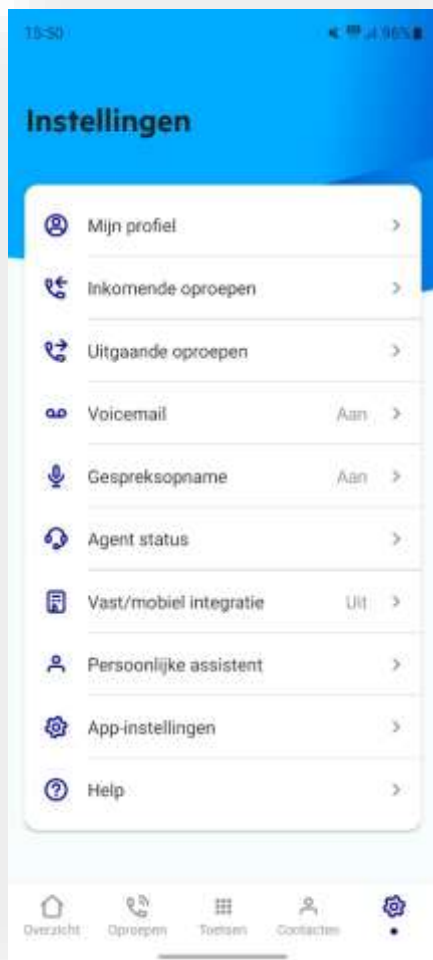 15:50 96%
Instellingen
Mijn profiel
Inkomende oproepen
Uitgaande oproepen
Voicemail Aan
Gespreksopname Aan
Agent status
Vast/mobiel integratie Uit
Persoonlijke assistent
App-instellingen
Help
Overzicht Oproepen Toetsen Contacten